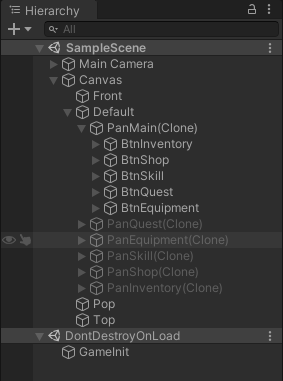 Hierarchy
All
SampleScene
Main Camera
Canvas
Front
Default
PanMain(Clone)
BtnInventory
BtnShop
BtnSkill
BtnQuest
BtnEquipment
PanQuest(Clone)
PanEquipment(Clone)
PanSkill(Clone)
PanShop(Clone)
PanInventory(Clone)
Pop
Top
DontDestroyOnLoad
GameInit